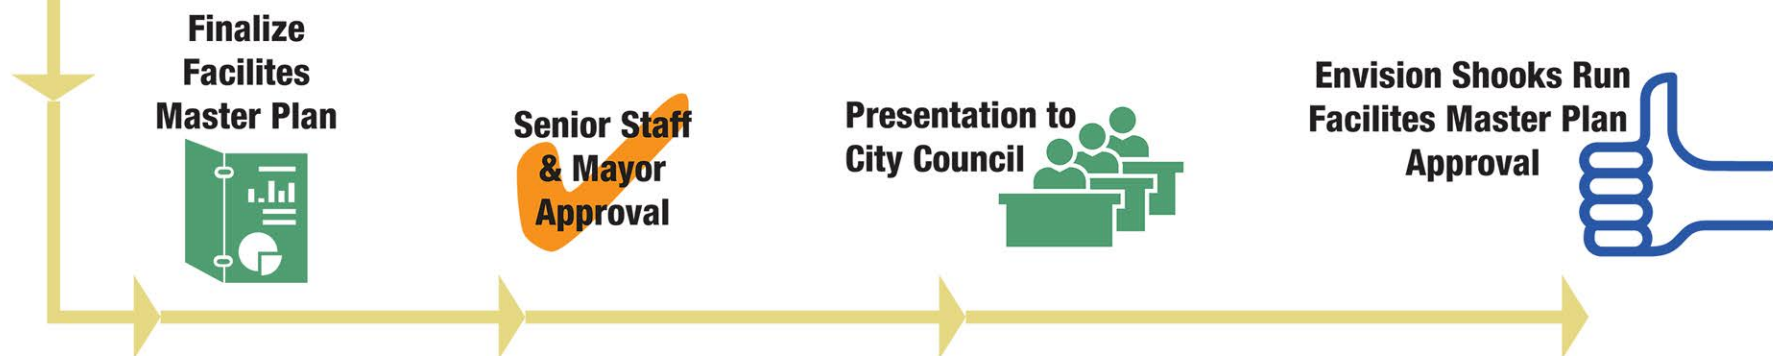 Finalize
Facilites
Master Plan
Senior Staff
& Mayor
Approval
Presentation to
City Council
Envision Shooks Run
Facilites Master Plan
Approval